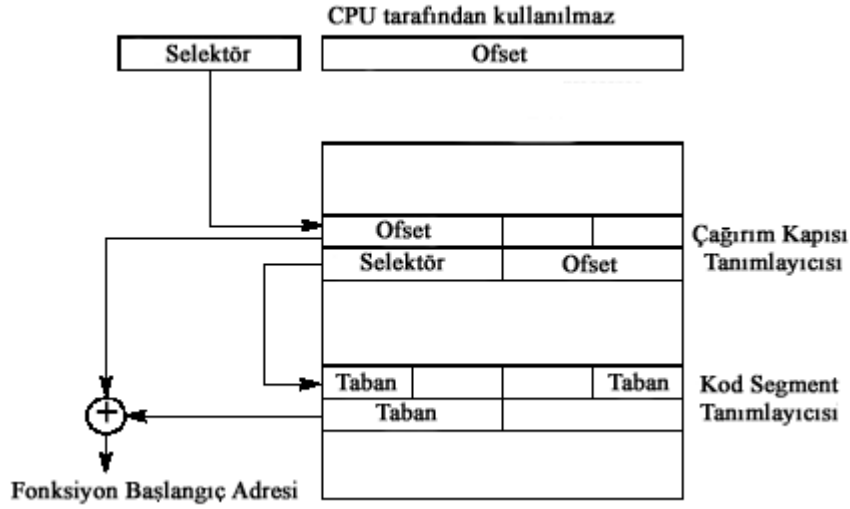 CPU tarafından kullanılmaz
Selektör
Ofset
Ofset
Selektör
Ofset
Çağırım Kapısı
Tanımlayıcısı
Taban
Taban
Kod Segment
Taban
Tanımlayıcısı
+
Fonksiyon Başlangıç Adresi